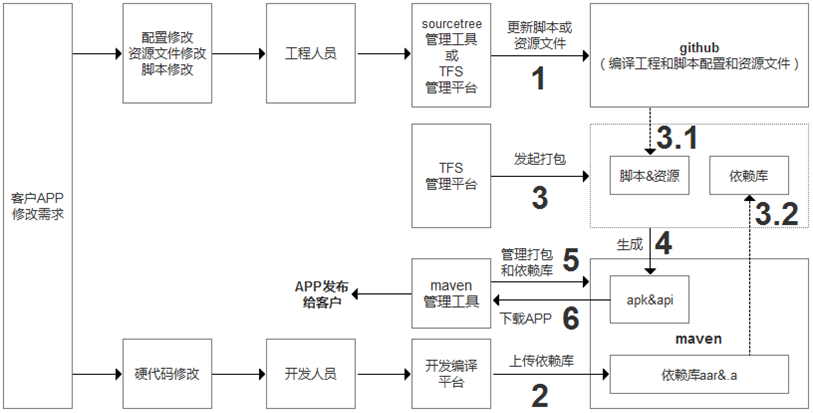 客户APP
修改需求
配置修改
资源文件修改
脚本修改
工程人员
sourcetree
管理工具
或
TFS
管理平台
更新脚本或
资源文件
1
github
（编译工程和脚本配置和资源文件）
3.1
TFS
管理平台
发起打包
3
脚本&资源
依赖库
3.2
生成
4
APP发布
给客户
maven
管理工具
管理打包
和依赖库
5
下载APP
6
apk&api
maven
硬代码修改
开发人员
开发编译
平台
上传依赖库
2
依赖库aar&.a